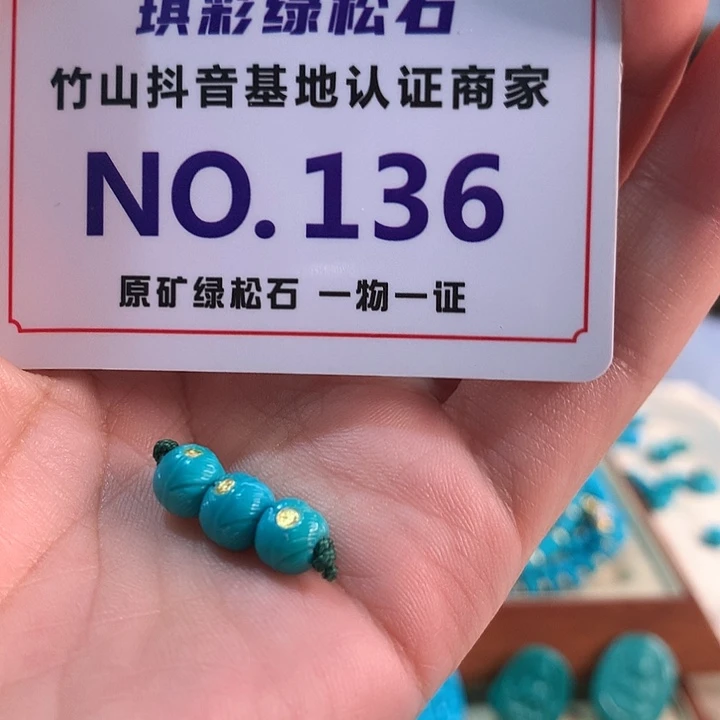 琪彩绿松石
竹山抖音基地认证商家
NO.136
原矿绿松石 一物一证